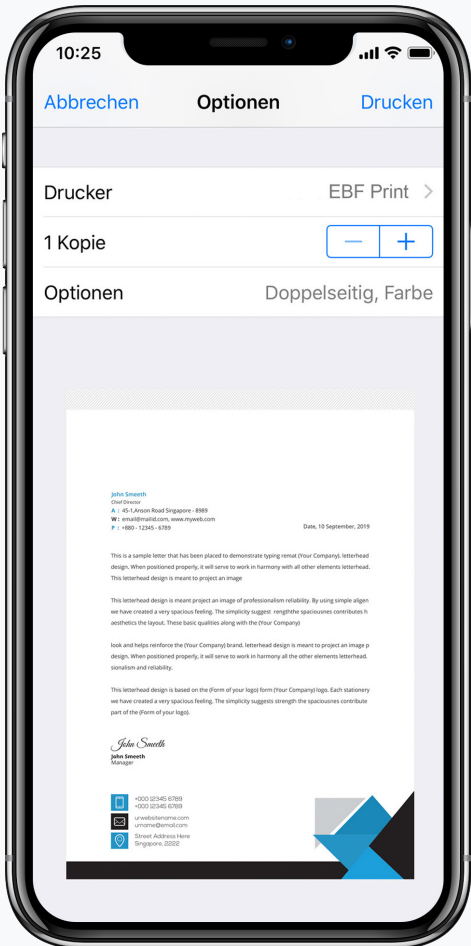 10:25
Abbrechen Optionen Drucken
Drucker EBF Print >
1 Kopie − +
Optionen Doppelseitig, Farbe
John Smeeth
Chief Director
A : 45-1,Anson Road Singapore - 8989
W : email@mailid.com, www.myweb.com
P : +880 - 12345 - 6789 Date, 10 September, 2019
This is a sample letter that has been placed to demonstrate typing remat (Your Company). letterhead
design. When positioned properly, it will serve to work in harmony with all other elements letterhead.
This letterhead design is meant to project an image
This letterhead design is meant project an image of professionalism reliability. By using simple aligen
we have created a very spacious feeling. The simplicity suggest rengththe spaciousnes contributes h
aesthetics the layout. These basic qualities along with the (Your Company)
look and helps reinforce the (Your Company) brand. letterhead design is meant to project an image p
design. When positioned properly, it will serve to work in harmony all the other elements letterhead.
sionalism and reliability.
This letterhead design is based on the (Form of your logo) form (Your Company) logo. Each stationery
we have created a very spacious feeling. The simplicity suggests strength the spaciousnes contribute
part of the (Form of your logo).
John Smeeth
John Smeeth
Manager
+000 12345 6789
+000 12345 6789
urwebsitename.com
urname@email.com
Street Address Here
Singapore, 2222